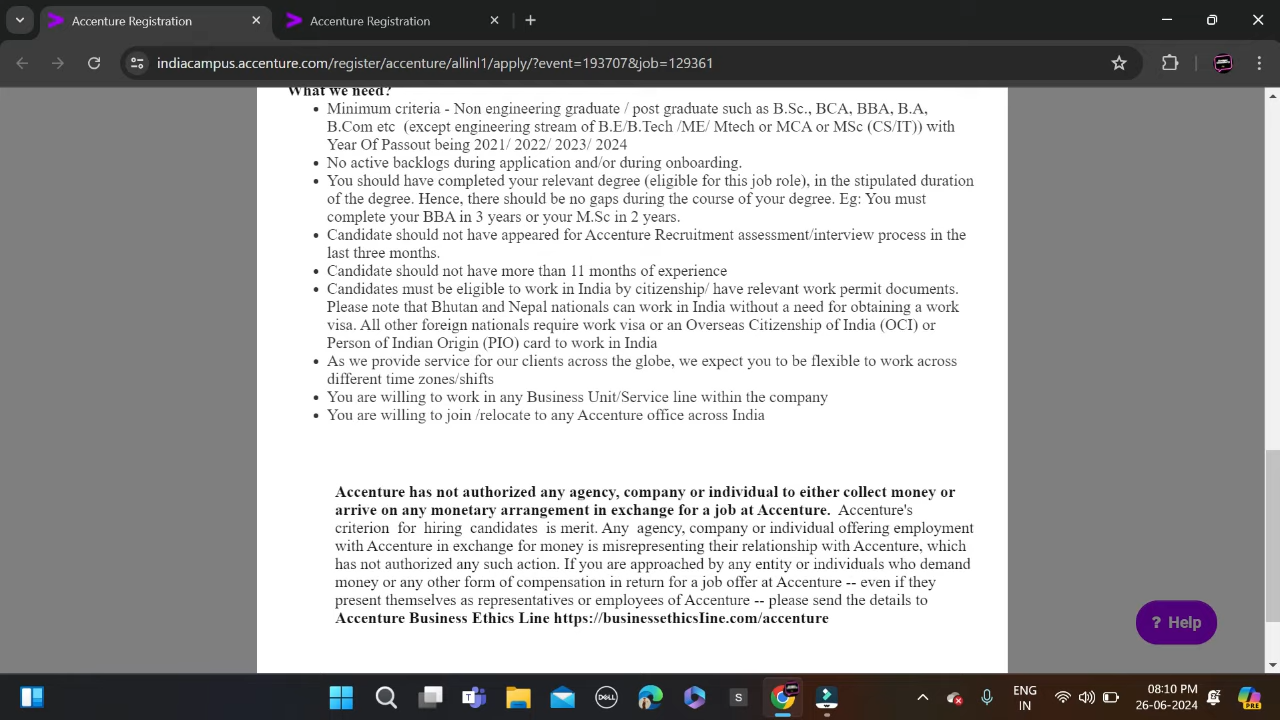 Accenture Registration
Accenture Registration
indiacampus.accenture.com/register/accenture/allinl1/apply/?event=193707&job=129361
What we need?
• Minimum criteria - Non engineering graduate / post graduate such as B.Sc., BCA, BBA, B.A,
B.Com etc (except engineering stream of B.E/B.Tech /ME/ Mtech or MCA or MSc (CS/IT)) with
Year Of Passout being 2021/ 2022/ 2023/ 2024
• No active backlogs during application and/or during onboarding.
• You should have completed your relevant degree (eligible for this job role), in the stipulated duration
of the degree. Hence, there should be no gaps during the course of your degree. Eg: You must
complete your BBA in 3 years or your M.Sc in 2 years.
• Candidate should not have appeared for Accenture Recruitment assessment/interview process in the
last three months.
• Candidate should not have more than 11 months of experience
• Candidates must be eligible to work in India by citizenship/ have relevant work permit documents.
Please note that Bhutan and Nepal nationals can work in India without a need for obtaining a work
visa. All other foreign nationals require work visa or an Overseas Citizenship of India (OCI) or
Person of Indian Origin (PIO) card to work in India
• As we provide service for our clients across the globe, we expect you to be flexible to work across
different time zones/shifts
• You are willing to work in any Business Unit/Service line within the company
• You are willing to join /relocate to any Accenture office across India
Accenture has not authorized any agency, company or individual to either collect money or
arrive on any monetary arrangement in exchange for a job at Accenture. Accenture's
criterion for hiring candidates is merit. Any agency, company or individual offering employment
with Accenture in exchange for money is misrepresenting their relationship with Accenture, which
has not authorized any such action. If you are approached by any entity or individuals who demand
money or any other form of compensation in return for a job offer at Accenture -- even if they
present themselves as representatives or employees of Accenture -- please send the details to
Accenture Business Ethics Line https://businessethicsIine.com/accenture
? Help
DELL
S
ENG
IN
08:10 PM
26-06-2024
PRE